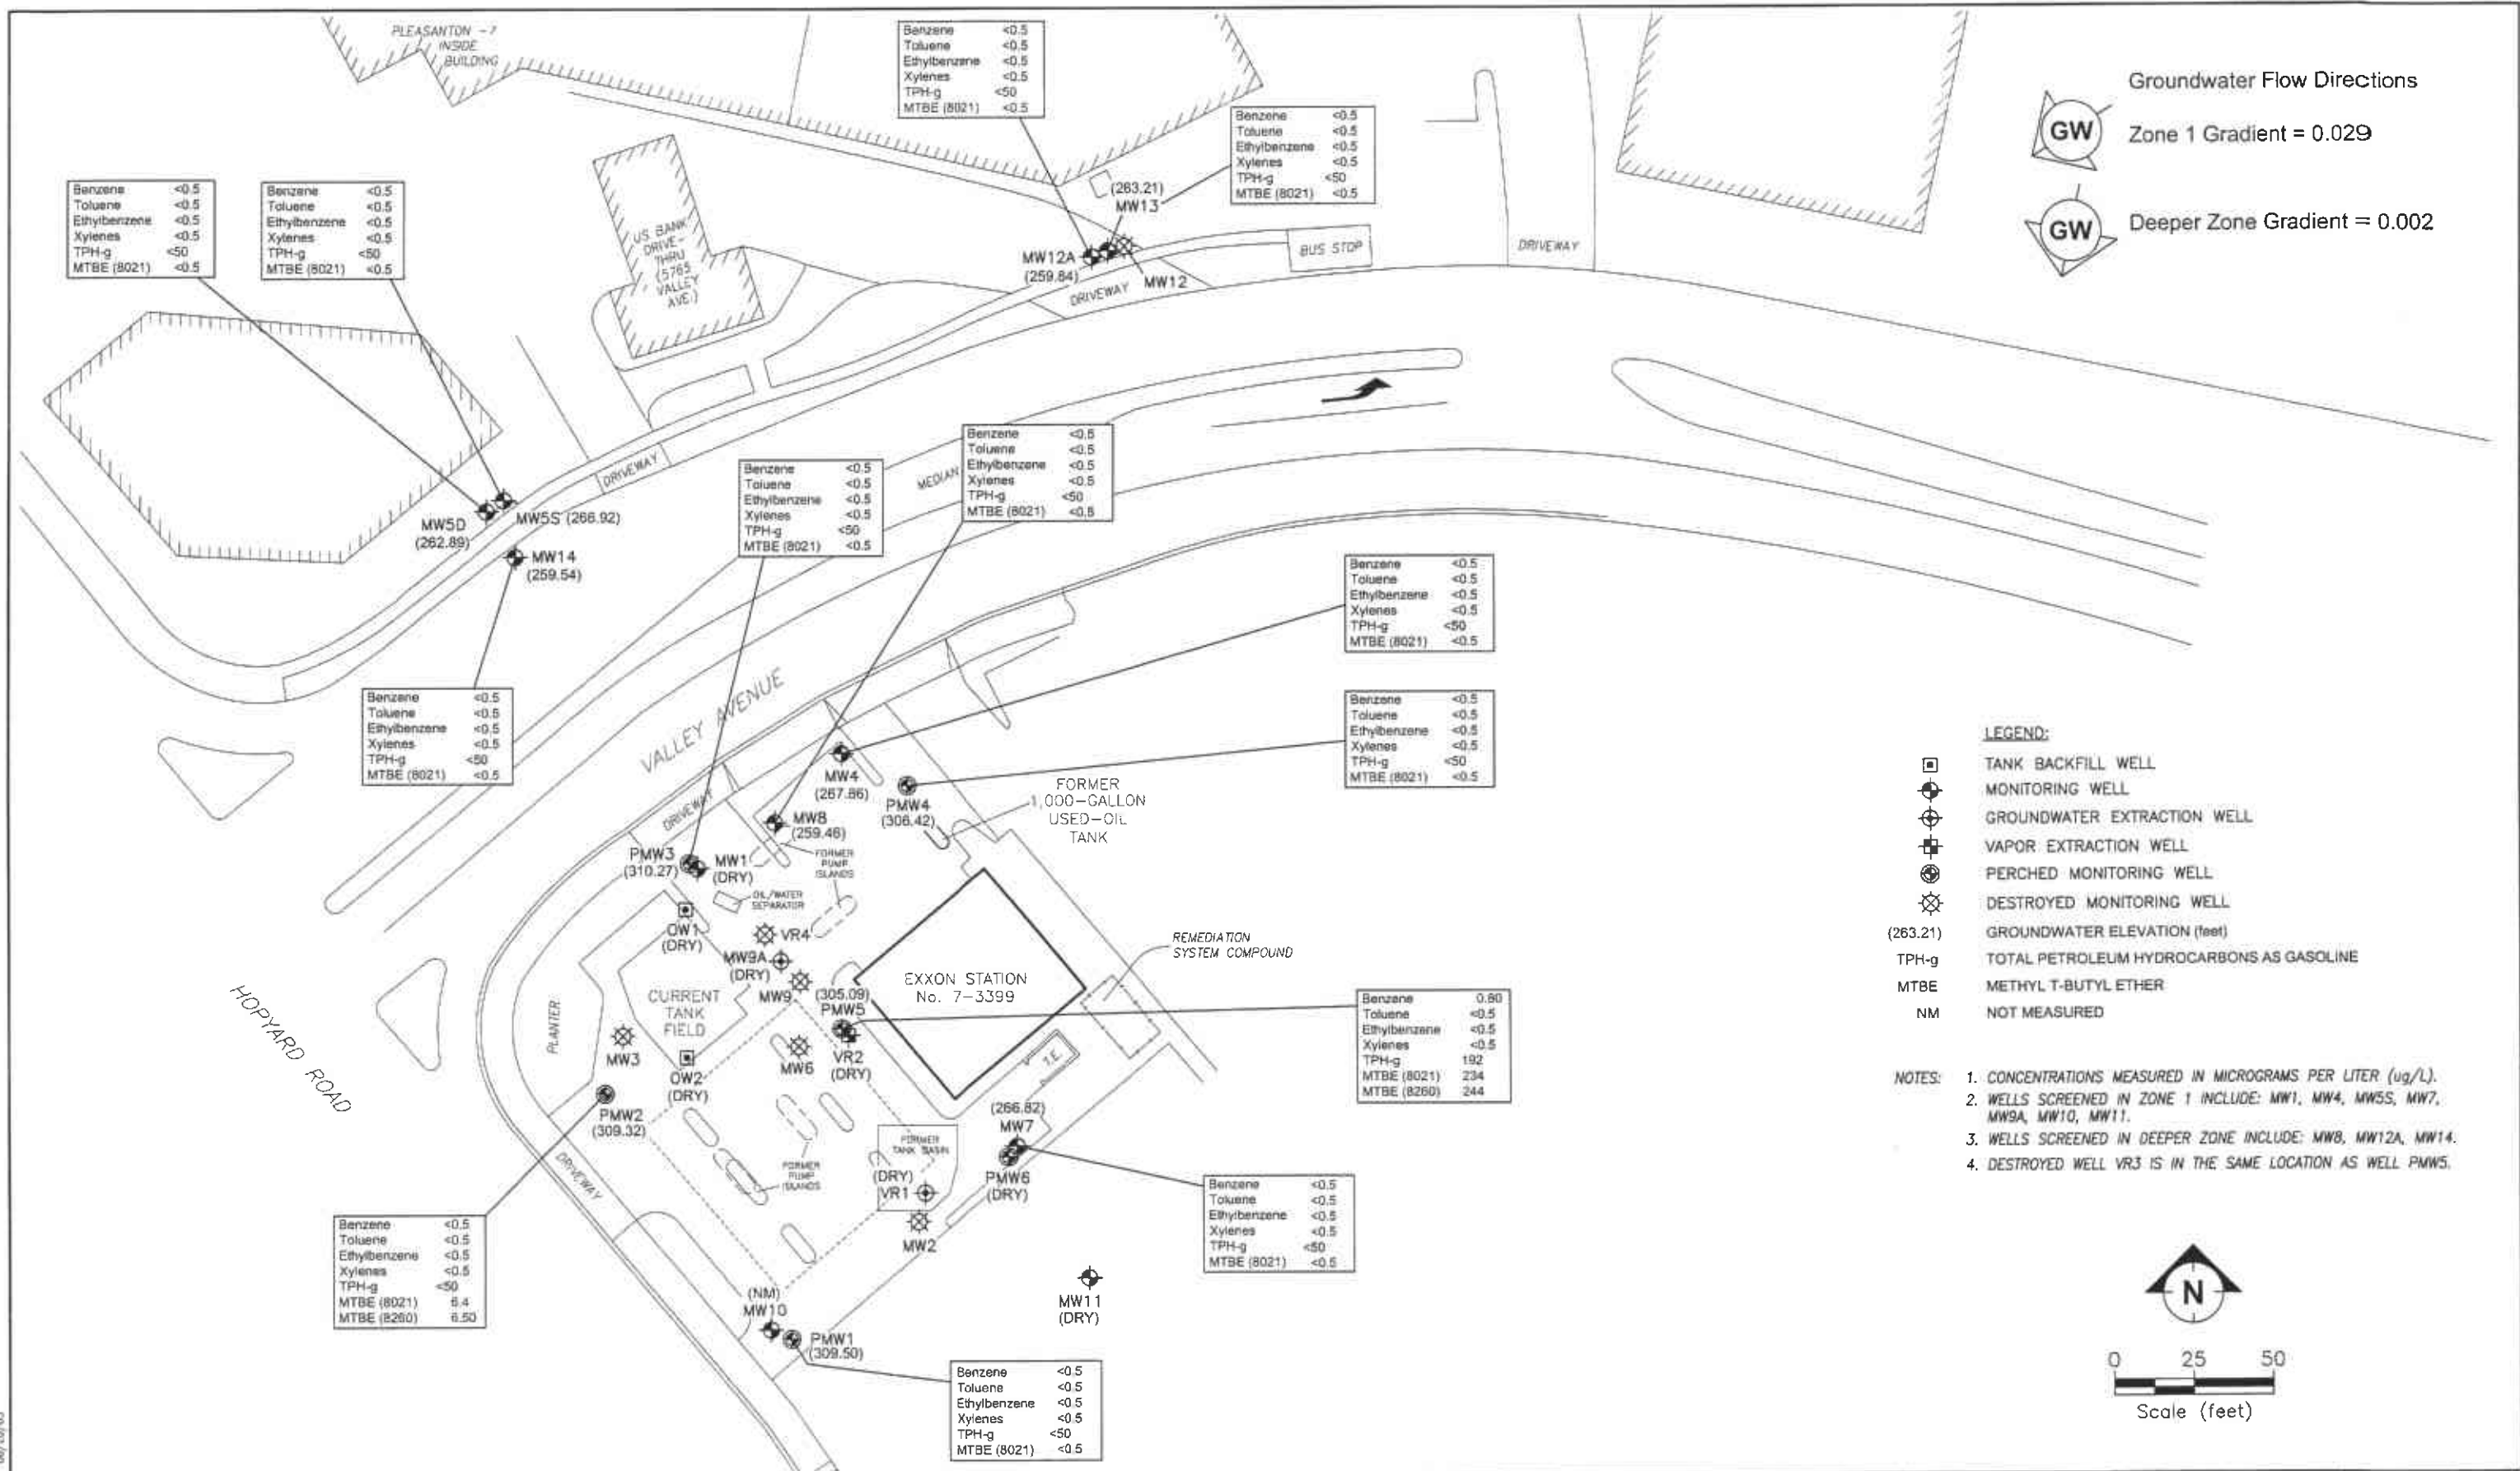 PLEASANTON - 7
INSIDE
BUILDING
Benzene <0.5
Toluene <0.5
Ethylbenzene <0.5
Xylenes <0.5
TPH-g <50
MTBE (8021) <0.5
Benzene <0.5
Toluene <0.5
Ethylbenzene <0.5
Xylenes <0.5
TPH-g <50
MTBE (8021) <0.5
Groundwater Flow Directions
GW
Zone 1 Gradient = 0.029
GW
Deeper Zone Gradient = 0.002
Benzene <0.5
Toluene <0.5
Ethylbenzene <0.5
Xylenes <0.5
TPH-g <50
MTBE (8021) <0.5
Benzene <0.5
Toluene <0.5
Ethylbenzene <0.5
Xylenes <0.5
TPH-g <50
MTBE (8021) <0.5
US BANK
DRIVE-
THRU
(5765
VALLEY
AVE.)
(263.21)
MW13
MW12A
(259.84)
MW12
DRIVEWAY
BUS STOP
DRIVEWAY
DRIVEWAY
MEDIAN
MW5D
(262.89)
MW5S (266.92)
MW14
(259.54)
Benzene <0.5
Toluene <0.5
Ethylbenzene <0.5
Xylenes <0.5
TPH-g <50
MTBE (8021) <0.5
Benzene <0.5
Toluene <0.5
Ethylbenzene <0.5
Xylenes <0.5
TPH-g <50
MTBE (8021) <0.5
Benzene <0.5
Toluene <0.5
Ethylbenzene <0.5
Xylenes <0.5
TPH-g <50
MTBE (8021) <0.5
Benzene <0.5
Toluene <0.5
Ethylbenzene <0.5
Xylenes <0.5
TPH-g <50
MTBE (8021) <0.5
Benzene <0.5
Toluene <0.5
Ethylbenzene <0.5
Xylenes <0.5
TPH-g <50
MTBE (8021) <0.5
VALLEY AVENUE
MW4
(267.86)
PMW4
(306.42)
FORMER
1,000-GALLON
USED-OIL
TANK
DRIVEWAY
MW8
(259.46)
PMW3
(310.27)
MW1
(DRY)
FORMER
PUMP
ISLANDS
OIL/WATER
SEPARATOR
OW1
(DRY)
VR4
MW9A
(DRY)
MW9
CURRENT
TANK
FIELD
(305.09)
PMW5
EXXON STATION
No. 7-3399
REMEDIATION
SYSTEM COMPOUND
HOPYARD ROAD
PLANTER
MW3
OW2
(DRY)
MW6
VR2
(DRY)
T.E.
PMW2
(309.32)
DRIVEWAY
FORMER
PUMP
ISLANDS
FORMER
TANK BASIN
(DRY)
VR1
MW2
(266.82)
MW7
PMW6
(DRY)
MW11
(DRY)
(NM)
MW10
PMW1
(309.50)
Benzene 0.80
Toluene <0.5
Ethylbenzene <0.5
Xylenes <0.5
TPH-g 192
MTBE (8021) 234
MTBE (8260) 244
Benzene <0.5
Toluene <0.5
Ethylbenzene <0.5
Xylenes <0.5
TPH-g <50
MTBE (8021) <0.5
Benzene <0.5
Toluene <0.5
Ethylbenzene <0.5
Xylenes <0.5
TPH-g <50
MTBE (8021) 6.4
MTBE (8260) 6.50
Benzene <0.5
Toluene <0.5
Ethylbenzene <0.5
Xylenes <0.5
TPH-g <50
MTBE (8021) <0.5
LEGEND:
TANK BACKFILL WELL
MONITORING WELL
GROUNDWATER EXTRACTION WELL
VAPOR EXTRACTION WELL
PERCHED MONITORING WELL
DESTROYED MONITORING WELL
(263.21) GROUNDWATER ELEVATION (feet)
TPH-g TOTAL PETROLEUM HYDROCARBONS AS GASOLINE
MTBE METHYL T-BUTYL ETHER
NM NOT MEASURED
NOTES: 1. CONCENTRATIONS MEASURED IN MICROGRAMS PER LITER (ug/L).
2. WELLS SCREENED IN ZONE 1 INCLUDE: MW1, MW4, MW5S, MW7,
MW9A, MW10, MW11.
3. WELLS SCREENED IN DEEPER ZONE INCLUDE: MW8, MW12A, MW14.
4. DESTROYED WELL VR3 IS IN THE SAME LOCATION AS WELL PMW5.
N
0 25 50
Scale (feet)